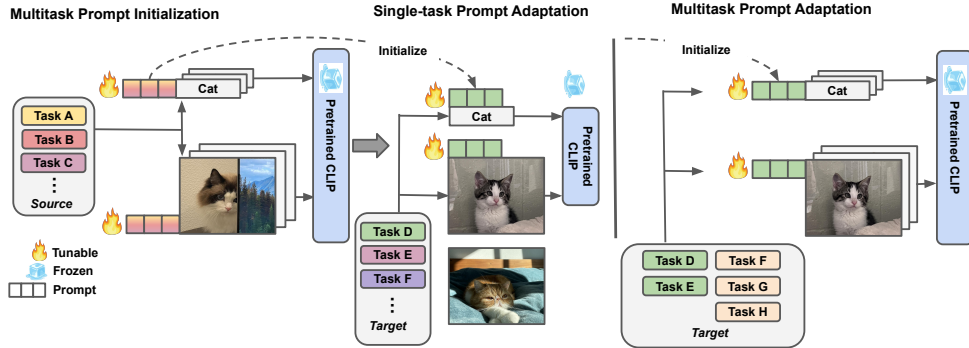 Multitask Prompt Initialization
Cat
Task A
Task B
Task C
Source
Pretrained CLIP
Tunable
Frozen
Prompt
Single-task Prompt Adaptation
Initialize
Cat
Pretrained CLIP
Task D
Task E
Task F
Target
Multitask Prompt Adaptation
Initialize
Cat
Pretrained CLIP
Task D
Task F
Task E
Task G
Task H
Target